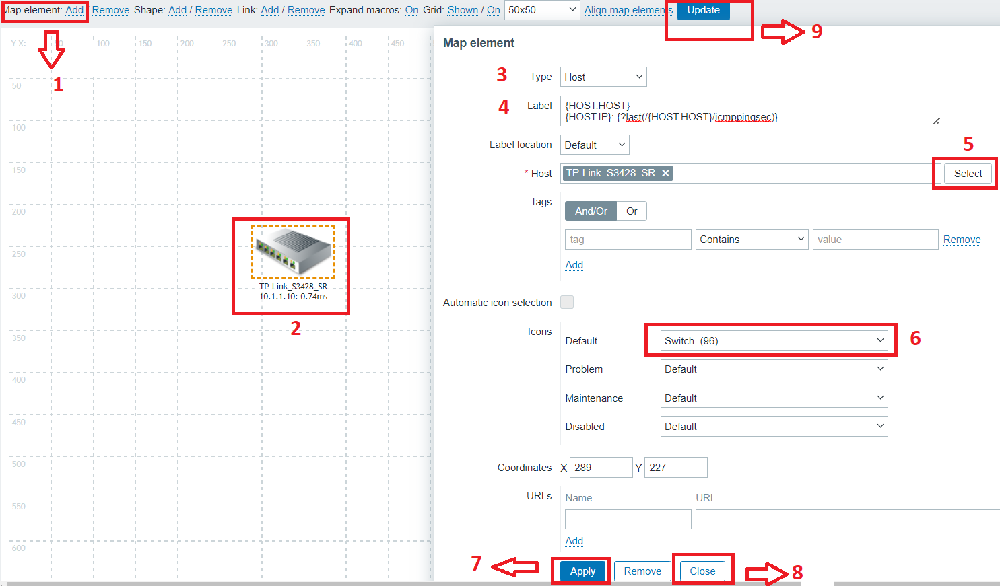 Map element: Add / Remove Shape: Add / Remove Link: Add / Remove Expand macros: On Grid: Shown / On 50x50 Align map elements Update
9
Y X: 50 100 150 200 250 300 350 400 450
1
50
100
150
200
250
300
350
400
450
500
550
600
TP-Link_S3428_SR
10.1.1.10: 0.74ms
2
Map element
3 Type Host
4 Label {HOST.HOST}
{HOST.IP}: {?last(/{HOST.HOST}/icmppingsec)}
Label location Default
5
* Host TP-Link_S3428_SR × Select
Tags And/Or Or
tag Contains value Remove
Add
Automatic icon selection
Icons
Default Switch_(96) 6
Problem Default
Maintenance Default
Disabled Default
Coordinates X 289 Y 227
URLs Name URL
Add
7 Apply Remove Close 8